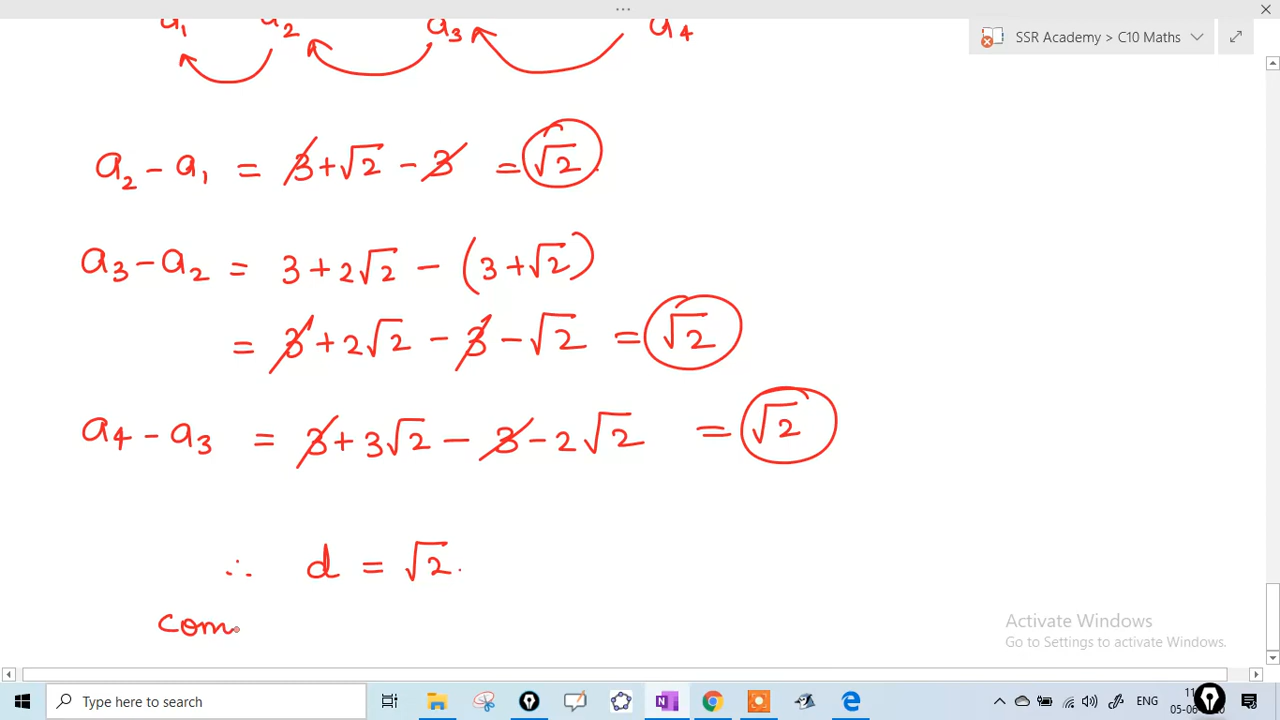 SSR Academy > C10 Maths
a₁ a₂ a₃ a₄
a₂ - a₁ = 3 + √2 - 3 = √2
a₃ - a₂ = 3 + 2√2 - (3 + √2)
= 3 + 2√2 - 3 - √2 = √2
a₄ - a₃ = 3 + 3√2 - 3 - 2√2 = √2
∴ d = √2.
com
Activate Windows
Go to Settings to activate Windows.
Type here to search